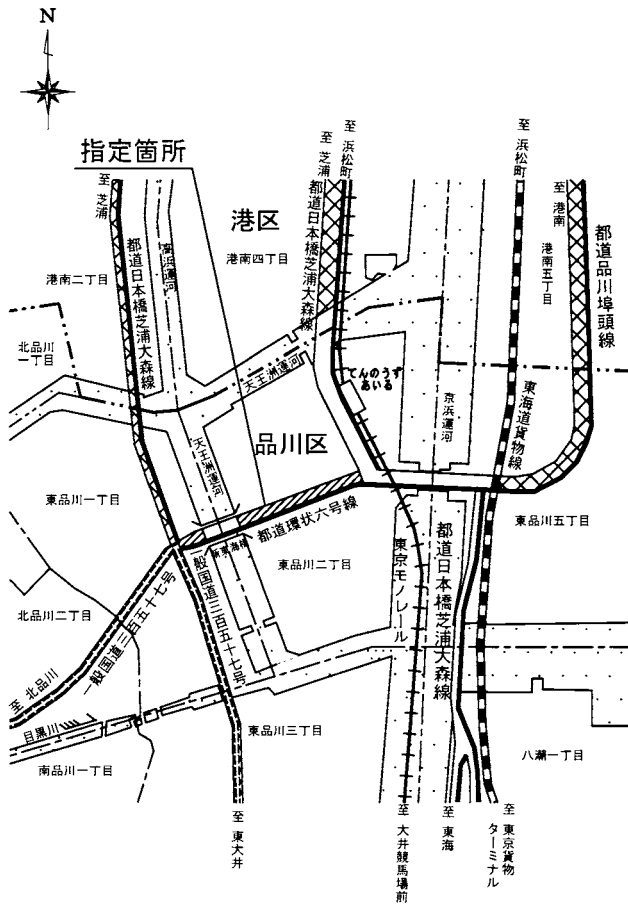 N
指定箇所
至 芝浦
都道日本橋芝浦大森線
高浜運河
港区
港南四丁目
至 芝浦
都道日本橋芝浦大森線
至 浜松町
至 浜松町
至 港南
港南五丁目
都道品川埠頭線
港南二丁目
北品川
一丁目
天王洲運河
てんのうず
あいる
京浜運河
東海道貨物線
天王洲運河
品川区
東品川一丁目
都道環状六号線
新東海橋
東品川二丁目
東品川五丁目
一般国道三百五十七号
東京モノレール
都道日本橋芝浦大森線
北品川二丁目
一般国道三百五十七号
至 北品川
目黒川
東品川三丁目
南品川一丁目
八潮一丁目
至 東大井
至 大井競馬場前
至 東海
至 東京貨物
ターミナル